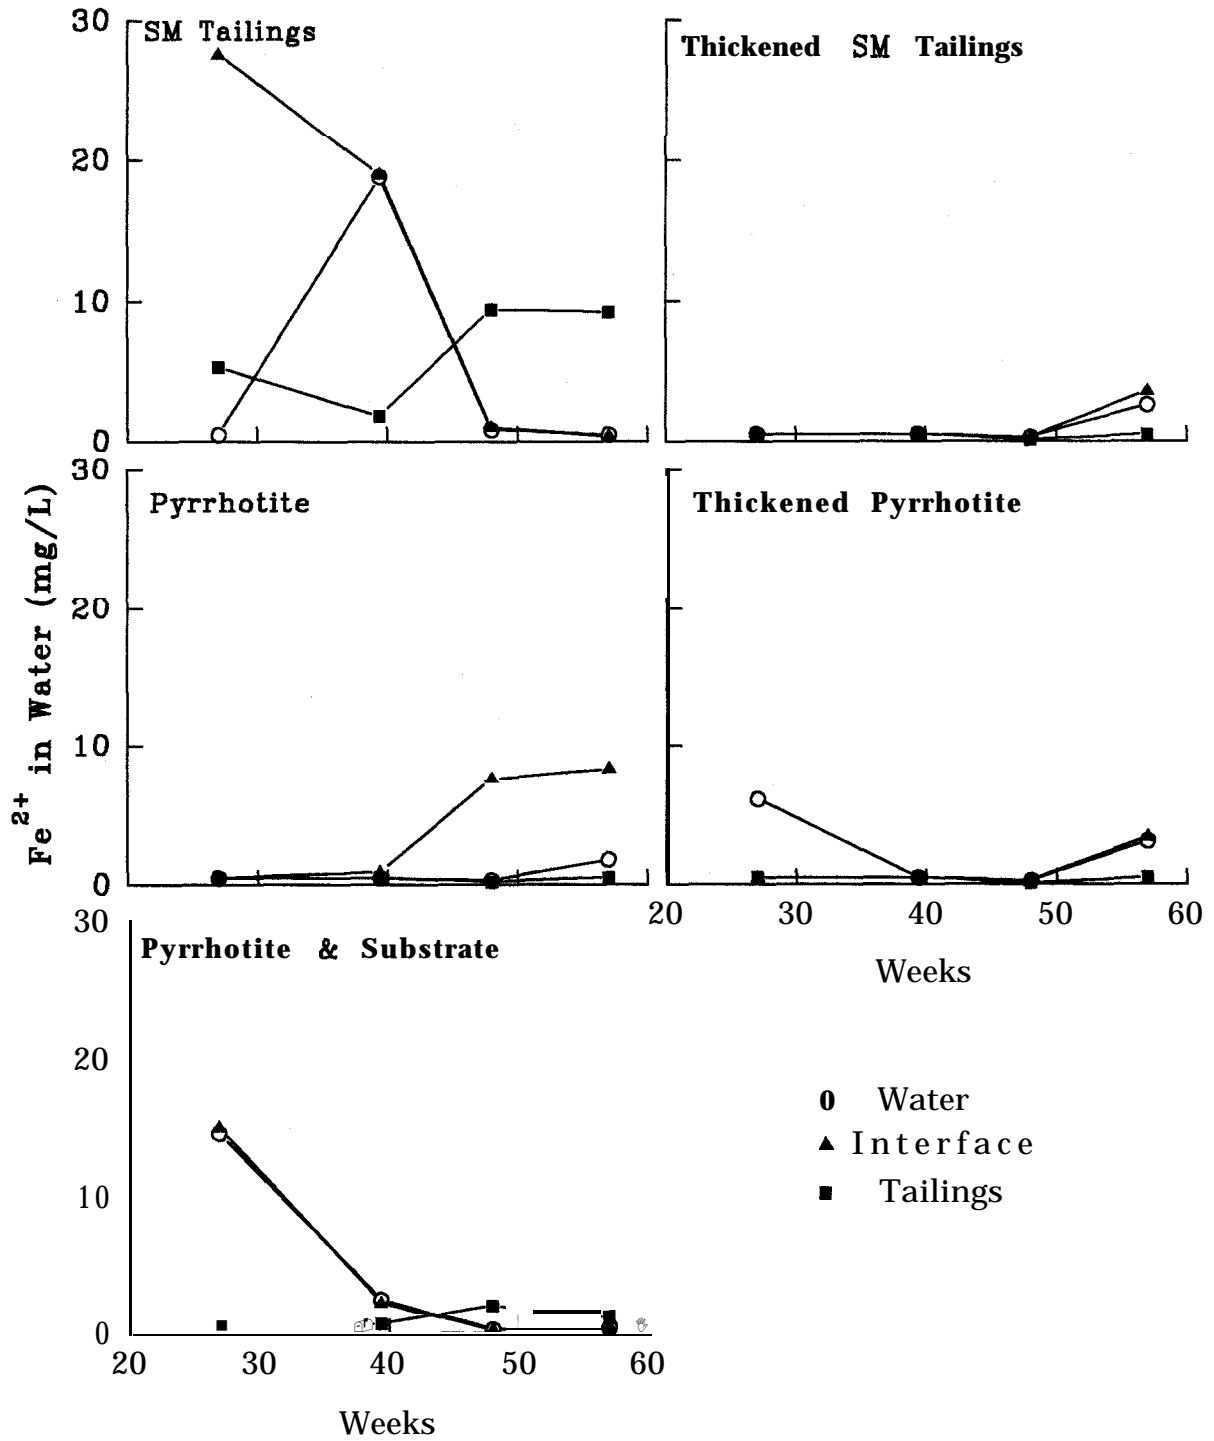 30
SM Tailings
20
10
0
Thickened SM Tailings
30
Pyrrhotite
20
10
0
Fe2+ in Water (mg/L)
Thickened Pyrrhotite
20 30 40 50 60
Weeks
30
Pyrrhotite & Substrate
20
10
0
20 30 40 50 60
Weeks
0 Water
▲ Interface
■ Tailings